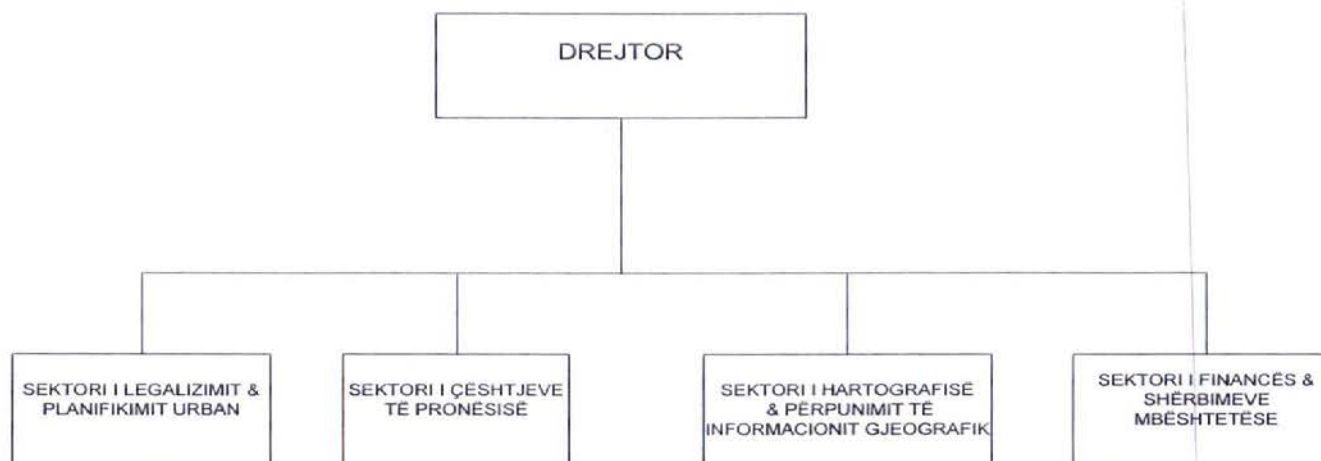 DREJTOR
SEKTORI I LEGALIZIMIT &
PLANIFIKIMIT URBAN
SEKTORI I ÇËSHTJEVE
TË PRONËSISË
SEKTORI I HARTOGRAFISË
& PËRPUNIMIT TË
INFORMACIONIT GJEOGRAFIK
SEKTORI I FINANCËS &
SHËRBIMEVE
MBËSHTETËSE